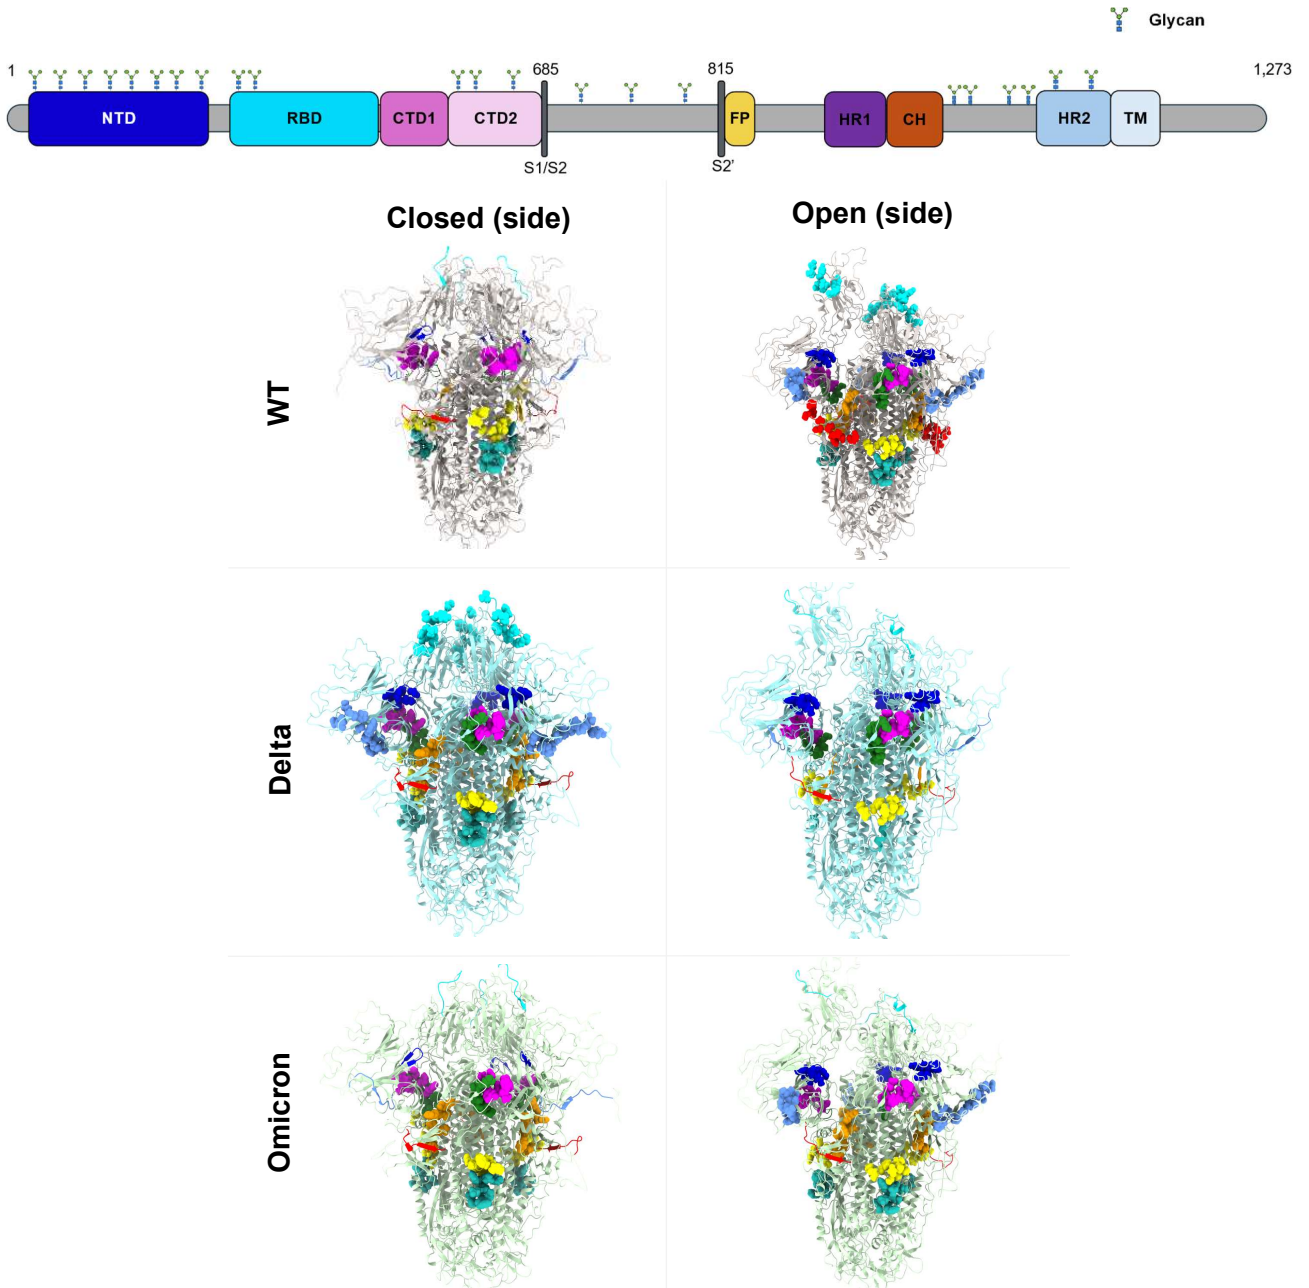 Glycan
1
685
815
1,273
NTD
RBD
CTD1
CTD2
FP
HR1
CH
HR2
TM
S1/S2
S2'
Closed (side)
Open (side)
WT
Delta
Omicron